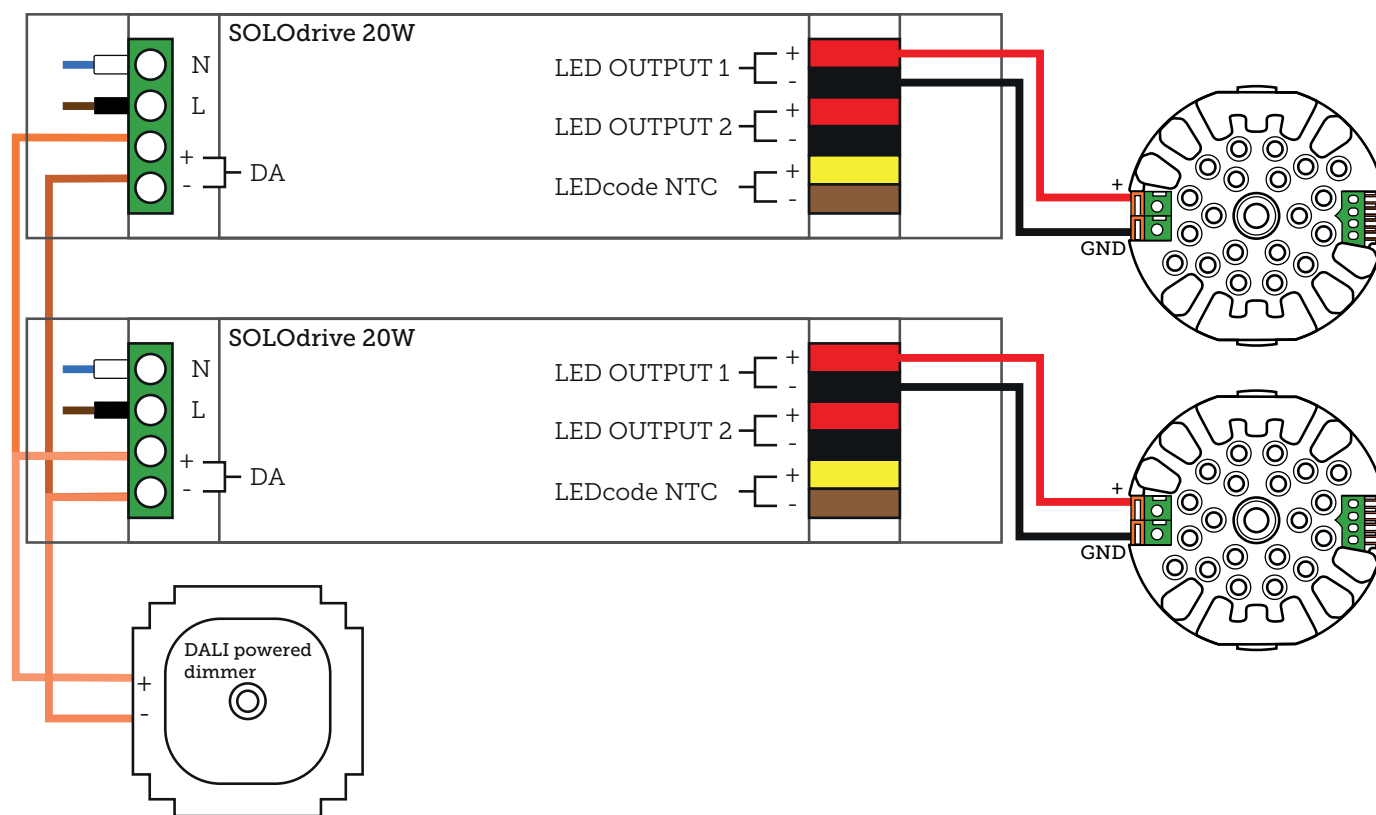 SOLOdrive 20W
N
L
+
-
DA
LED OUTPUT 1
+
-
LED OUTPUT 2
+
-
LEDcode NTC
+
-
+
GND
SOLOdrive 20W
N
L
+
-
DA
LED OUTPUT 1
+
-
LED OUTPUT 2
+
-
LEDcode NTC
+
-
+
GND
DALI powered
dimmer
+
-